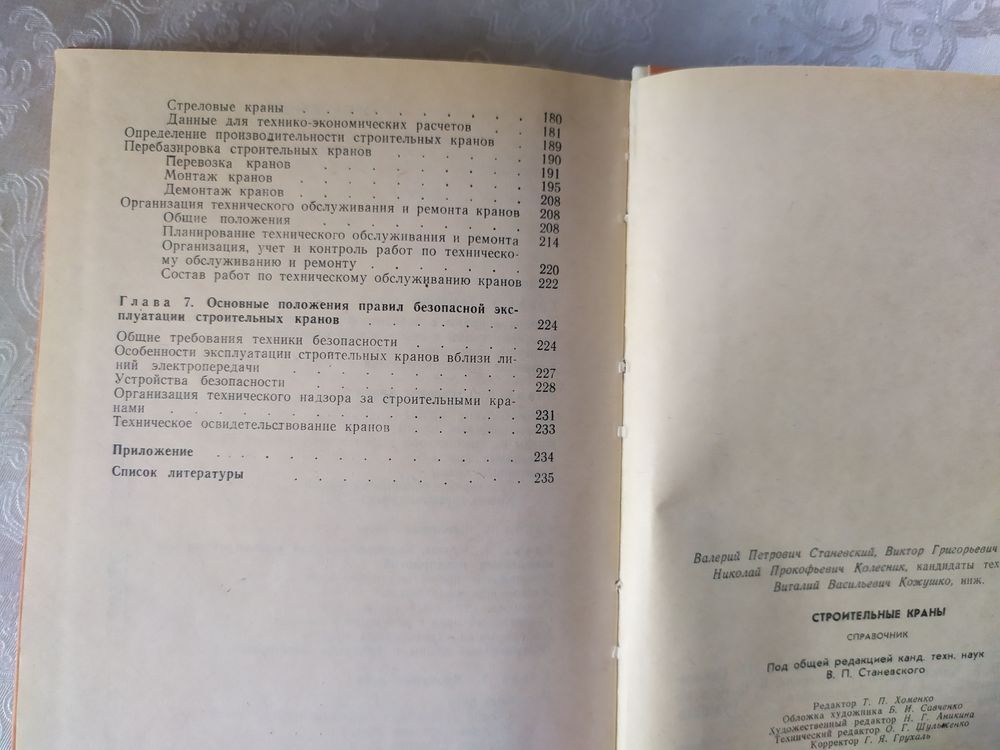 Стреловые краны . . . . . . . . . 180
Данные для технико-экономических расчетов . . 181
Определение производительности строительных кранов . 189
Перебазировка строительных кранов . . . . . . 190
Перевозка кранов . . . . . . . . . 191
Монтаж кранов . . . . . . . . . 195
Демонтаж кранов . . . . . . . . . 208
Организация технического обслуживания и ремонта кранов 208
Общие положения . . . . . . . . . 208
Планирование технического обслуживания и ремонта 214
Организация, учет и контроль работ по техническо-
му обслуживанию и ремонту . . . . . . . 220
Состав работ по техническому обслуживанию кранов 222
Глава 7. Основные положения правил безопасной экс-
плуатации строительных кранов . . . . . . . 224
Общие требования техники безопасности . . . . . 224
Особенности эксплуатации строительных кранов вблизи ли-
ний электропередачи . . . . . . . . . 227
Устройства безопасности . . . . . . . . . 228
Организация технического надзора за строительными кра-
нами . . . . . . . . . . . . . 231
Техническое освидетельствование кранов . . . . . 233
Приложение . . . . . . . . . . . 234
Список литературы . . . . . . . . . 235
Валерий Петрович Станевский, Виктор Григорьевич
Николай Прокофьевич Колесник, кандидаты тех
Виталий Васильевич Кожушко, инж.
СТРОИТЕЛЬНЫЕ КРАНЫ
СПРАВОЧНИК
Под общей редакцией канд. техн. наук
В. П. Станевского
Редактор Т. П. Хоменко
Обложка художника Б. И. Савченко
Художественный редактор Н. Г. Аникина
Технический редактор О. Г. Шульженко
Корректор Г. Я. Грухаль